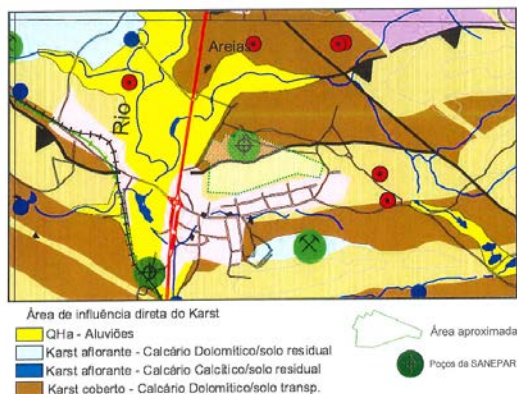 Areias
Rio
Área de influência direta do Karst
QHa - Aluviões
Karst aflorante - Calcário Dolomítico/solo residual
Karst aflorante - Calcário Calcítico/solo residual
Karst coberto - Calcário Dolomítico/solo transp.
Área aproximada
Poços da SANEPAR